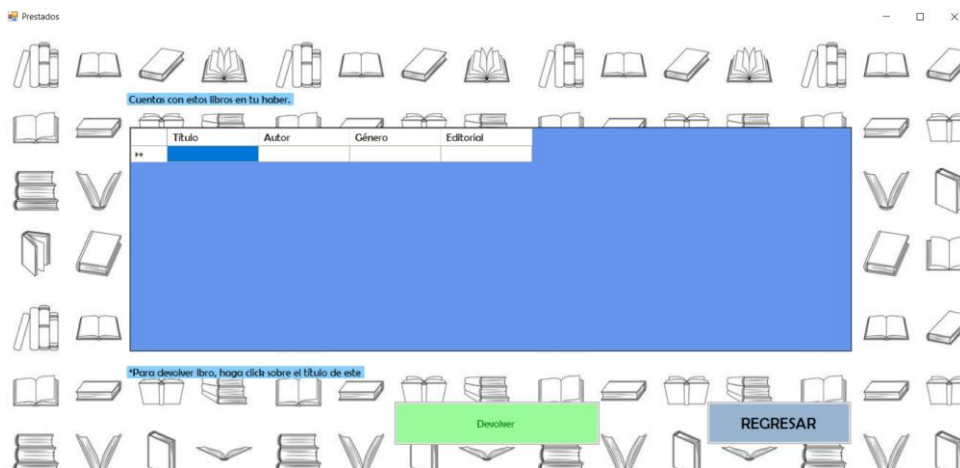 Prestados
Cuentas con estos libros en tu haber.
Título Autor Género Editorial
*Para devolver lbro, haga click sobre el título de este
Devolver
REGRESAR